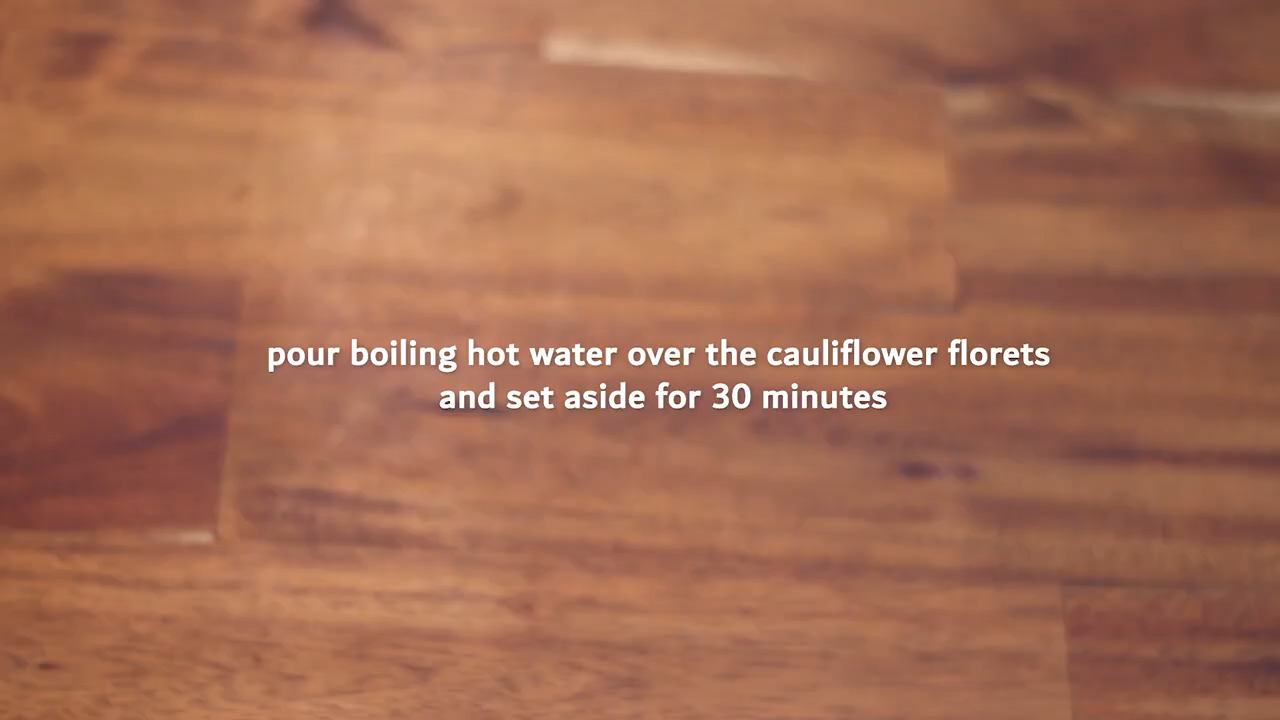 pour boiling hot water over the cauliflower florets
and set aside for 30 minutes